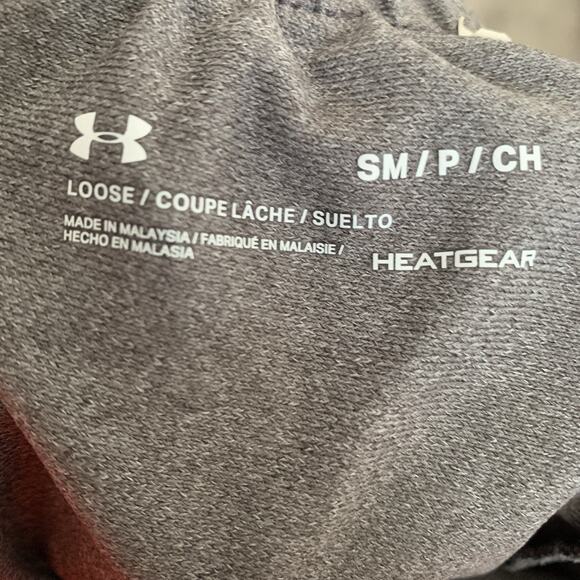 SM / P / CH
LOOSE / COUPE LÂCHE / SUELTO
MADE IN MALAYSIA / FABRIQUÉ EN MALAISIE /
HECHO EN MALASIA
HEATGEAR